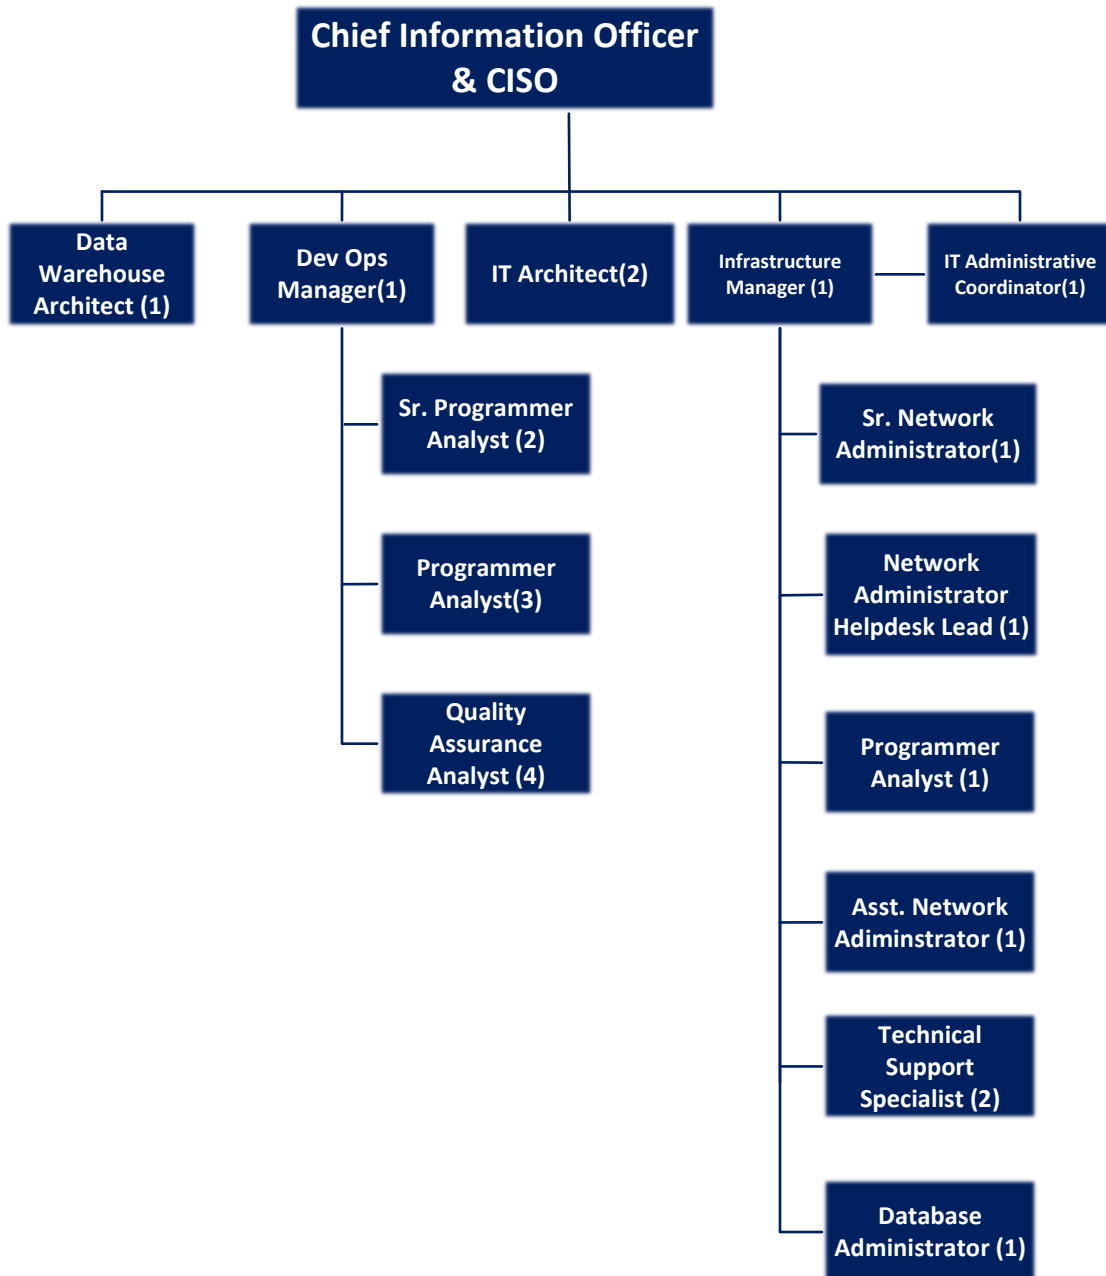 Chief Information Officer
& CISO
Data
Warehouse
Architect (1)
Dev Ops
Manager(1)
IT Architect(2)
Infrastructure
Manager (1)
IT Administrative
Coordinator(1)
Sr. Programmer
Analyst (2)
Programmer
Analyst(3)
Quality
Assurance
Analyst (4)
Sr. Network
Administrator(1)
Network
Administrator
Helpdesk Lead (1)
Programmer
Analyst (1)
Asst. Network
Adiminstrator (1)
Technical
Support
Specialist (2)
Database
Administrator (1)